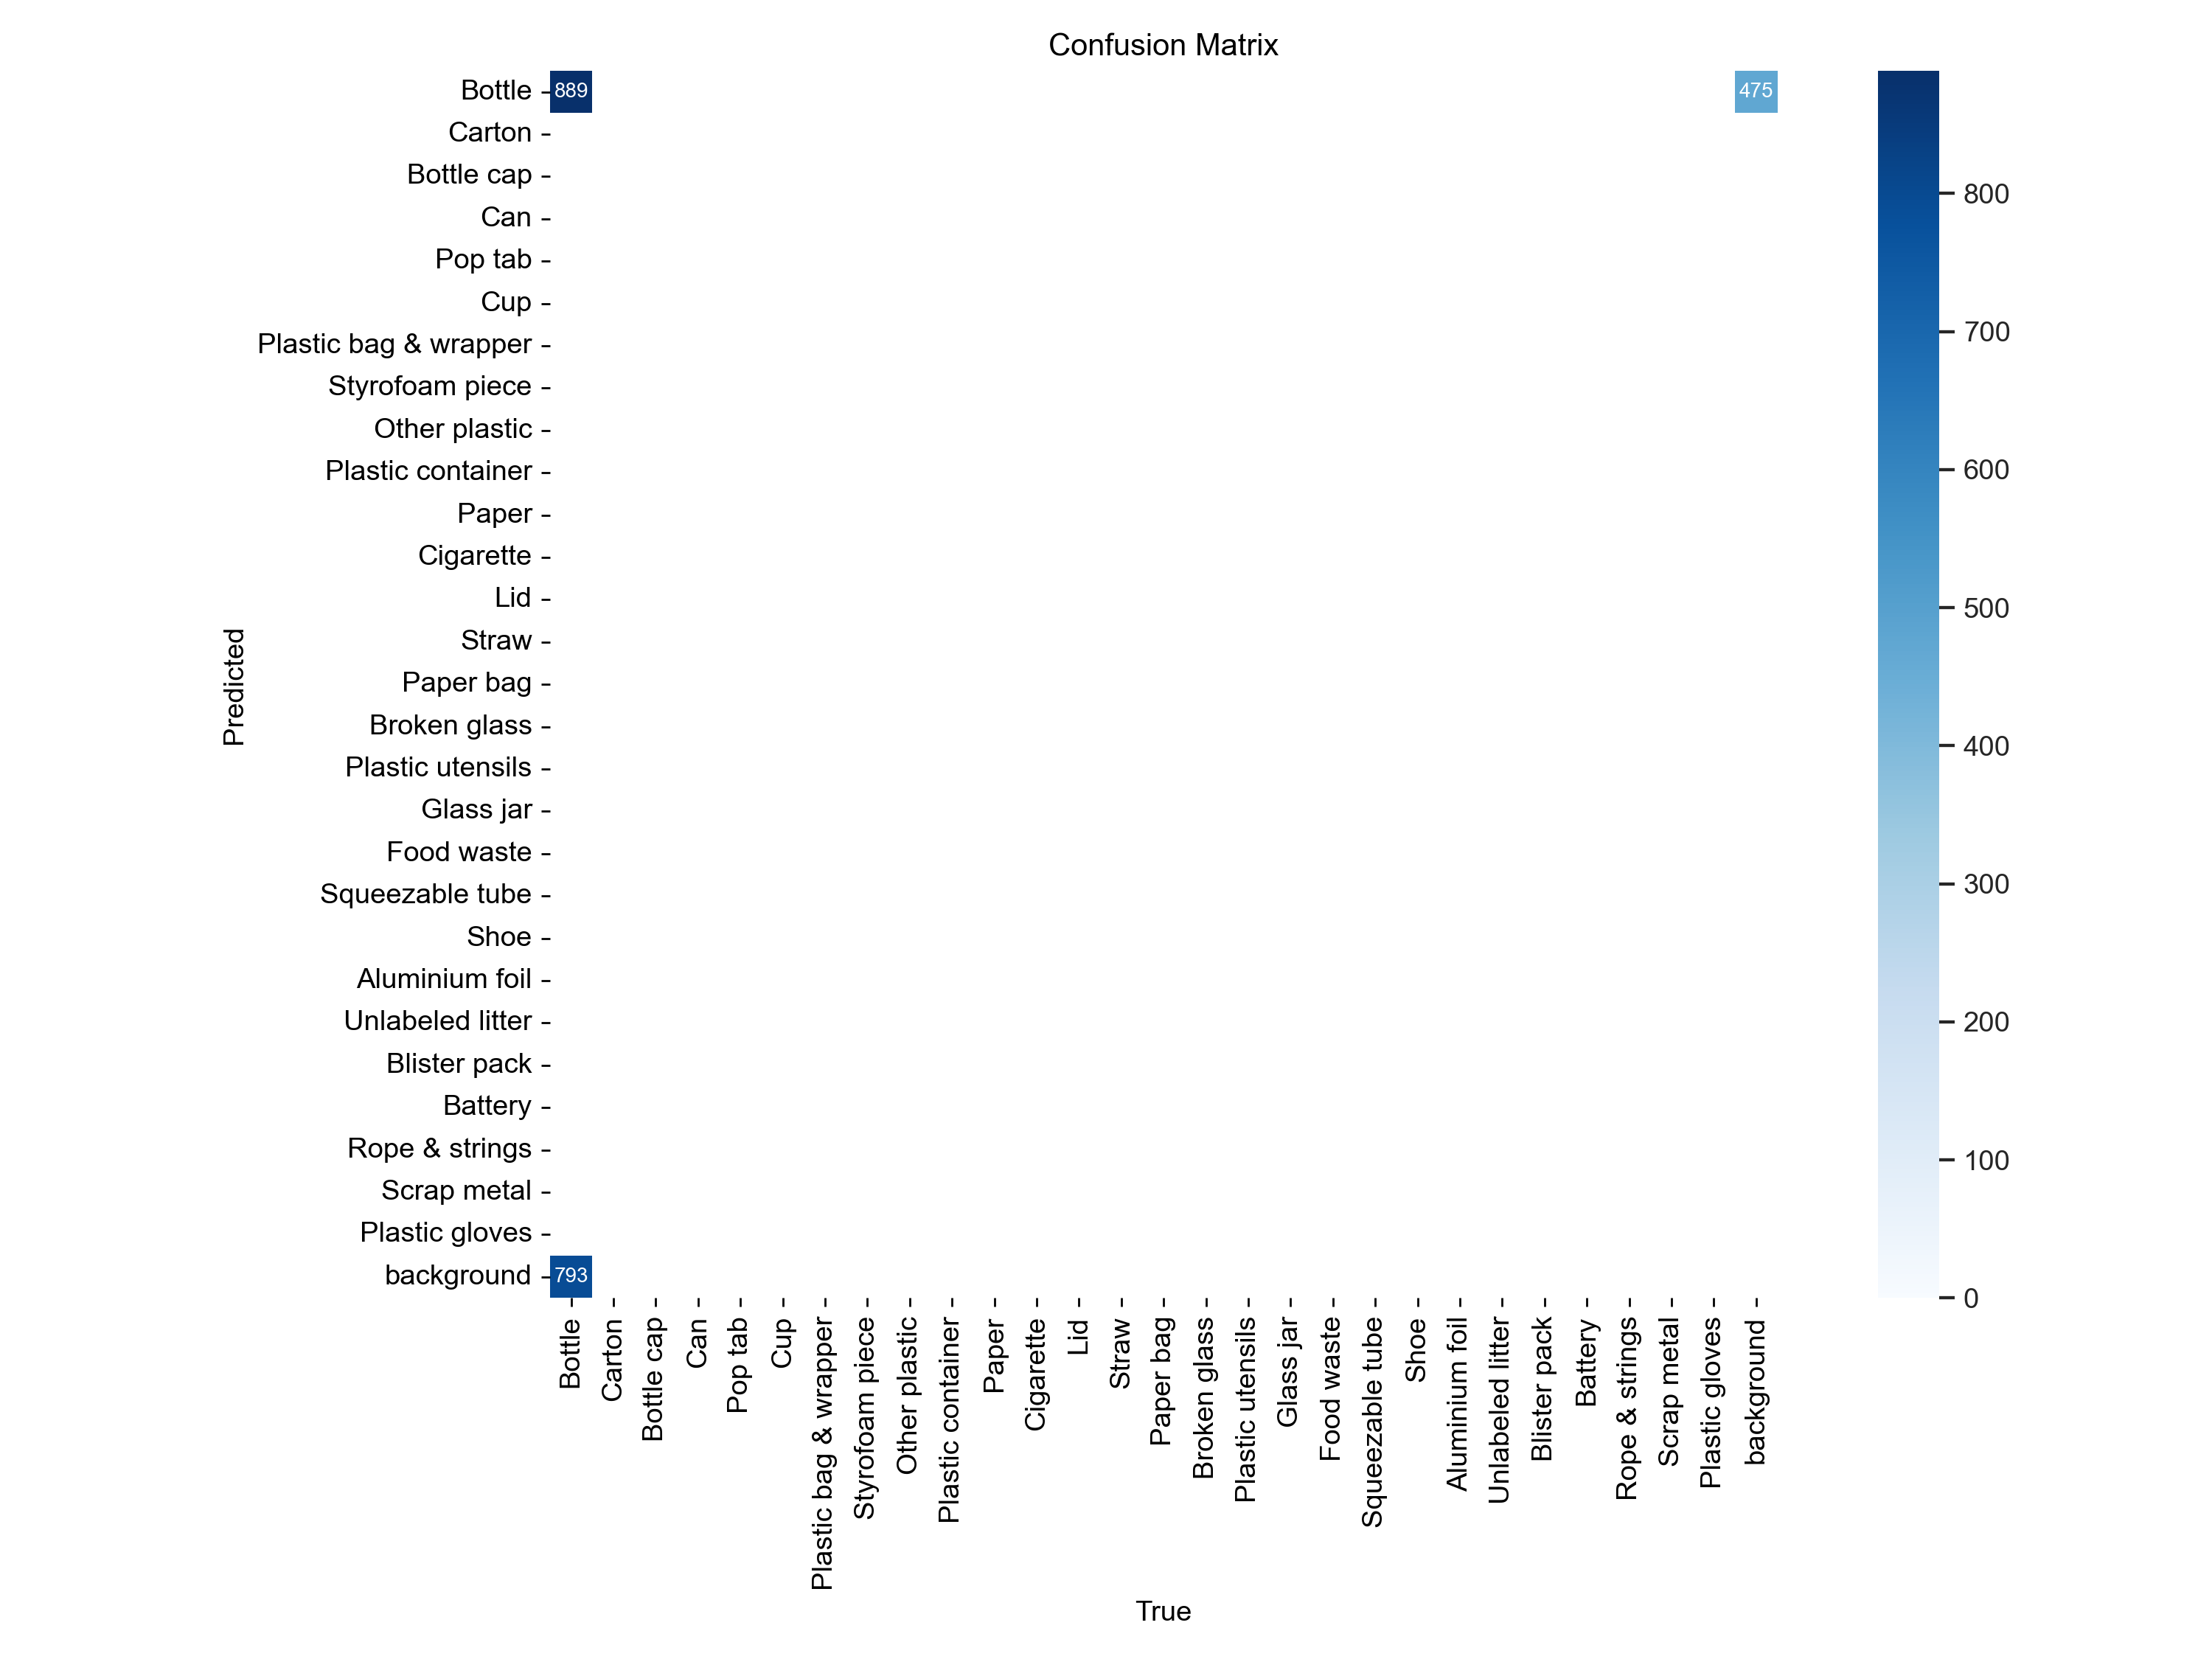 Confusion Matrix
Bottle
889
475
Carton
Bottle cap
Can
Pop tab
Cup
Plastic bag & wrapper
Styrofoam piece
Other plastic
Plastic container
Paper
Cigarette
Lid
Straw
Paper bag
Broken glass
Plastic utensils
Glass jar
Food waste
Squeezable tube
Shoe
Aluminium foil
Unlabeled litter
Blister pack
Battery
Rope & strings
Scrap metal
Plastic gloves
background
793
Predicted
Bottle
Carton
Bottle cap
Can
Pop tab
Cup
Plastic bag & wrapper
Styrofoam piece
Other plastic
Plastic container
Paper
Cigarette
Lid
Straw
Paper bag
Broken glass
Plastic utensils
Glass jar
Food waste
Squeezable tube
Shoe
Aluminium foil
Unlabeled litter
Blister pack
Battery
Rope & strings
Scrap metal
Plastic gloves
background
True
800
700
600
500
400
300
200
100
0